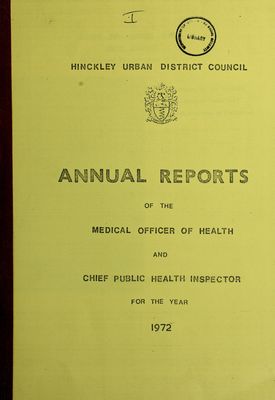 I
LIBRARY
HINCKLEY URBAN DISTRICT COUNCIL
ANNUAL REPORTS
OF THE
MEDICAL OFFICER OF HEALTH
AND
CHIEF PUBLIC HEALTH INSPECTOR
FOR THE YEAR
1972